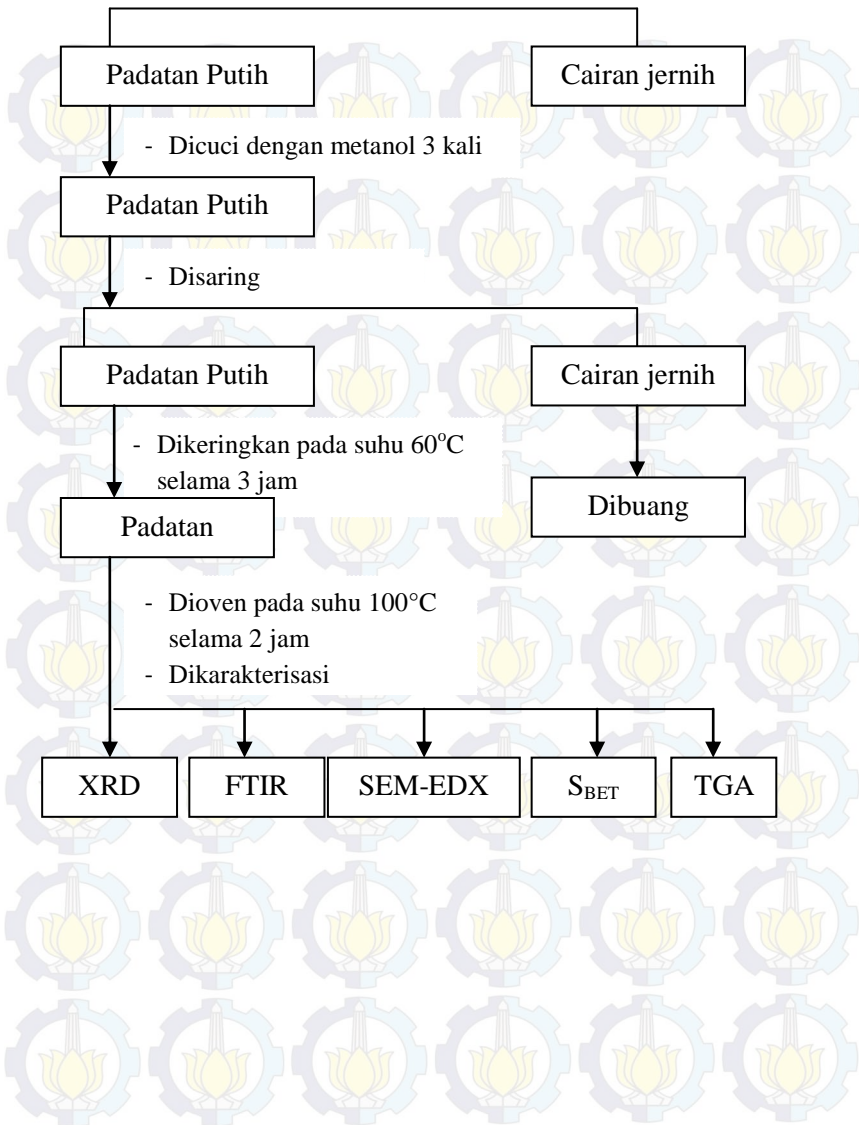 Padatan Putih
Cairan jernih
- Dicuci dengan metanol 3 kali
Padatan Putih
- Disaring
Padatan Putih
Cairan jernih
- Dikeringkan pada suhu 60°C
selama 3 jam
Dibuang
Padatan
- Dioven pada suhu 100°C
selama 2 jam
- Dikarakterisasi
XRD
FTIR
SEM-EDX
S_BET
TGA